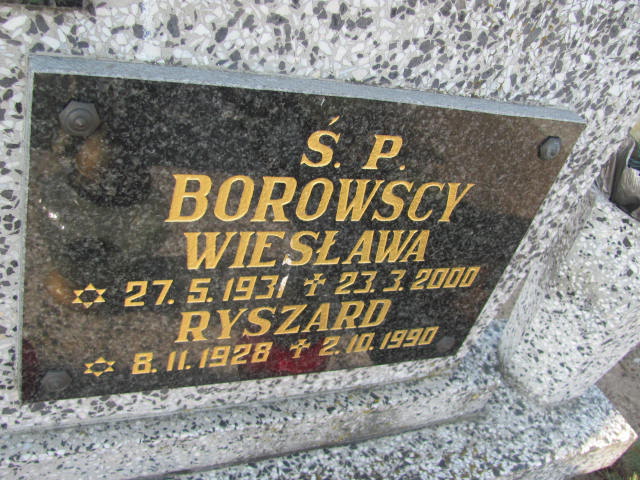 Ś. P.
BOROWSCY
WIESŁAWA
✡ 27. 5. 1931 ✝ 23. 3. 2000
RYSZARD
✡ 8. 11. 1928 ✝ 2. 10. 1990